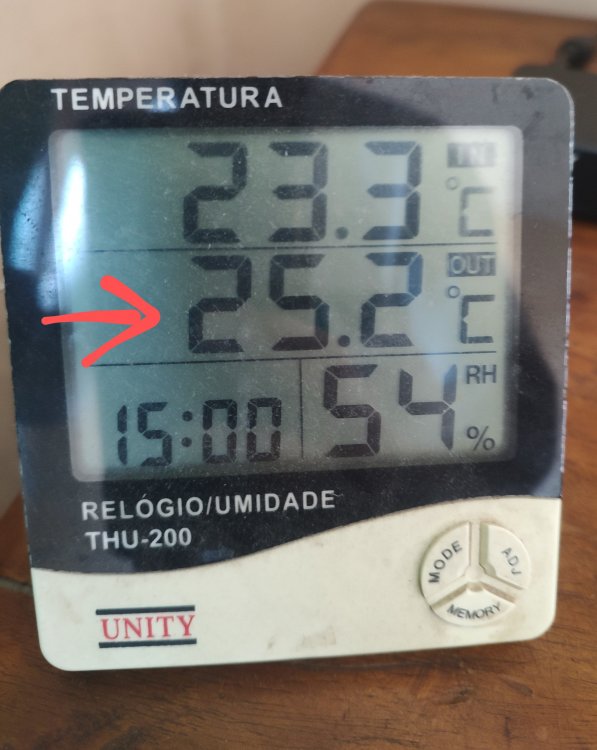 TEMPERATURA
23.3 °C IN
25.2 °C OUT
15:00 54 % RH
RELÓGIO/UMIDADE
THU-200
MODE ADJ
MEMORY
UNITY